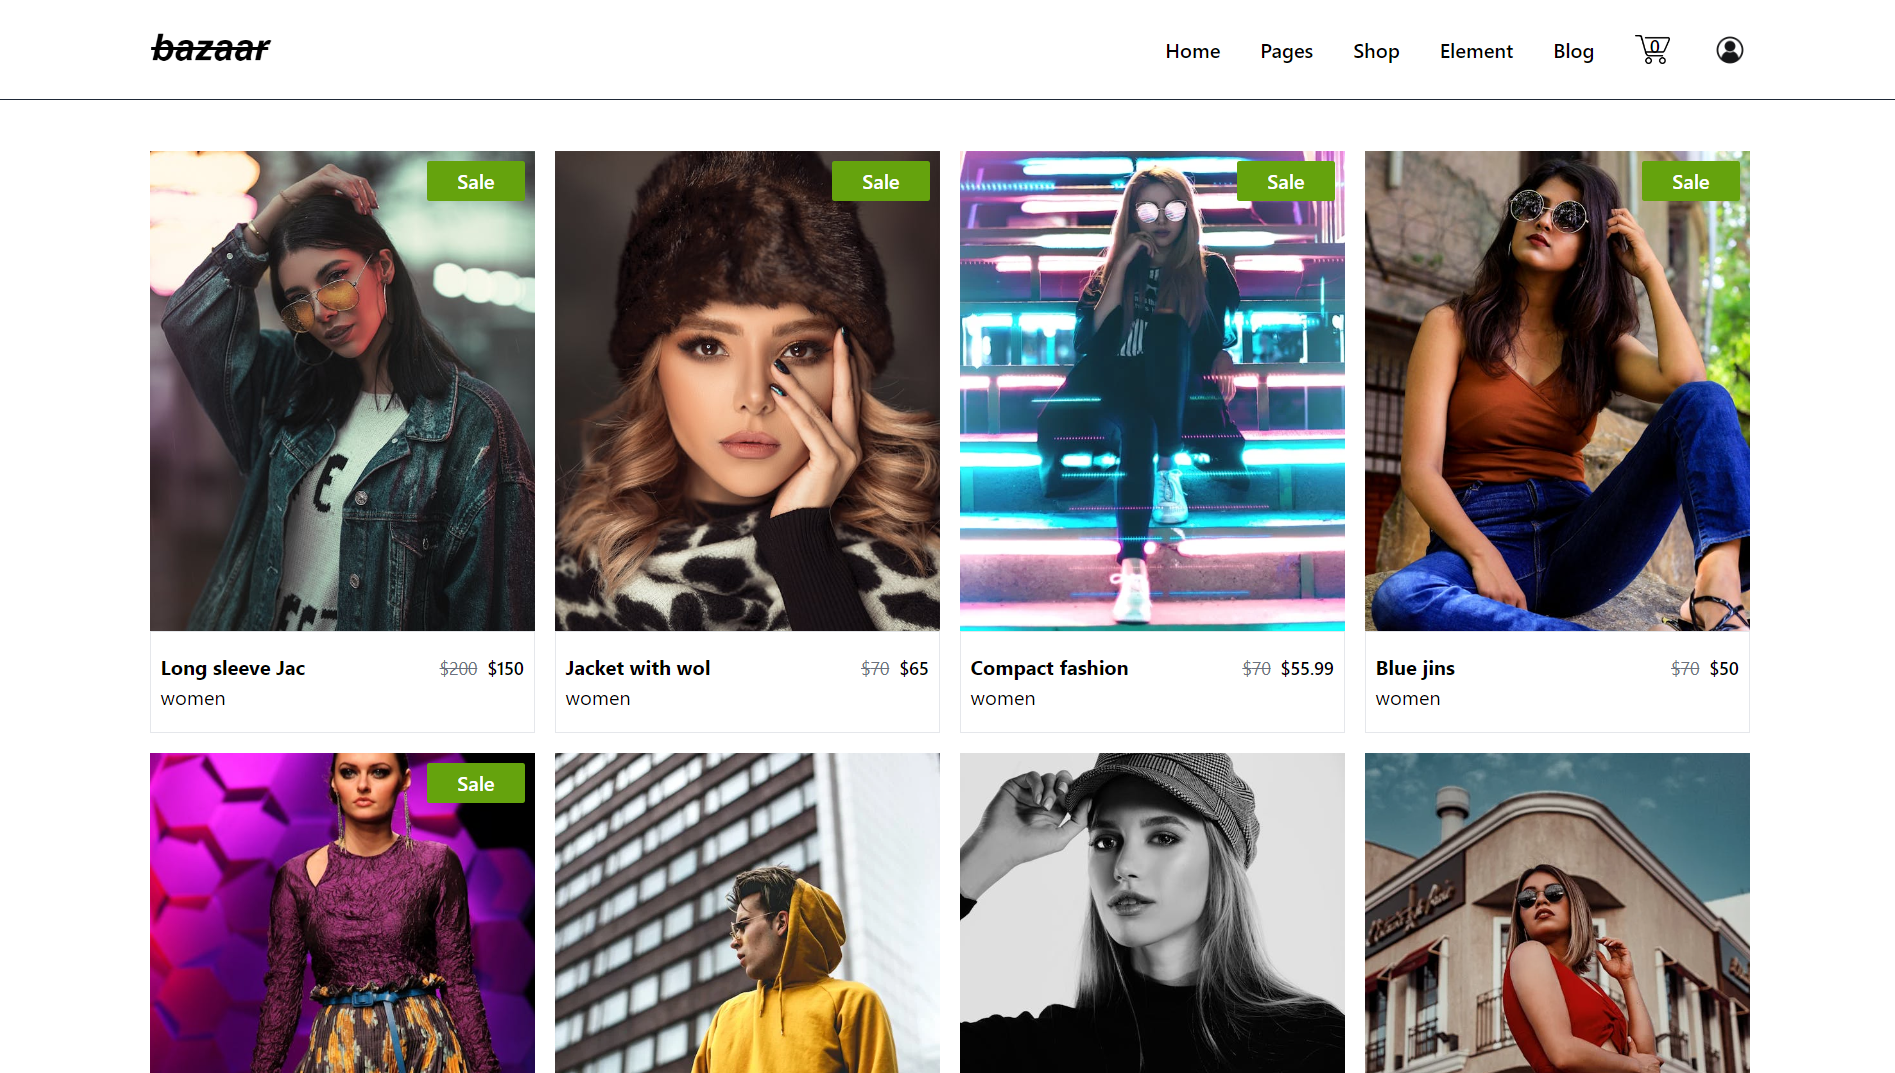 bazaar
Home Pages Shop Element Blog 0
Sale Sale Sale Sale
Long sleeve Jac $200 $150
women
Jacket with wol $70 $65
women
Compact fashion $70 $55.99
women
Blue jins $70 $50
women
Sale